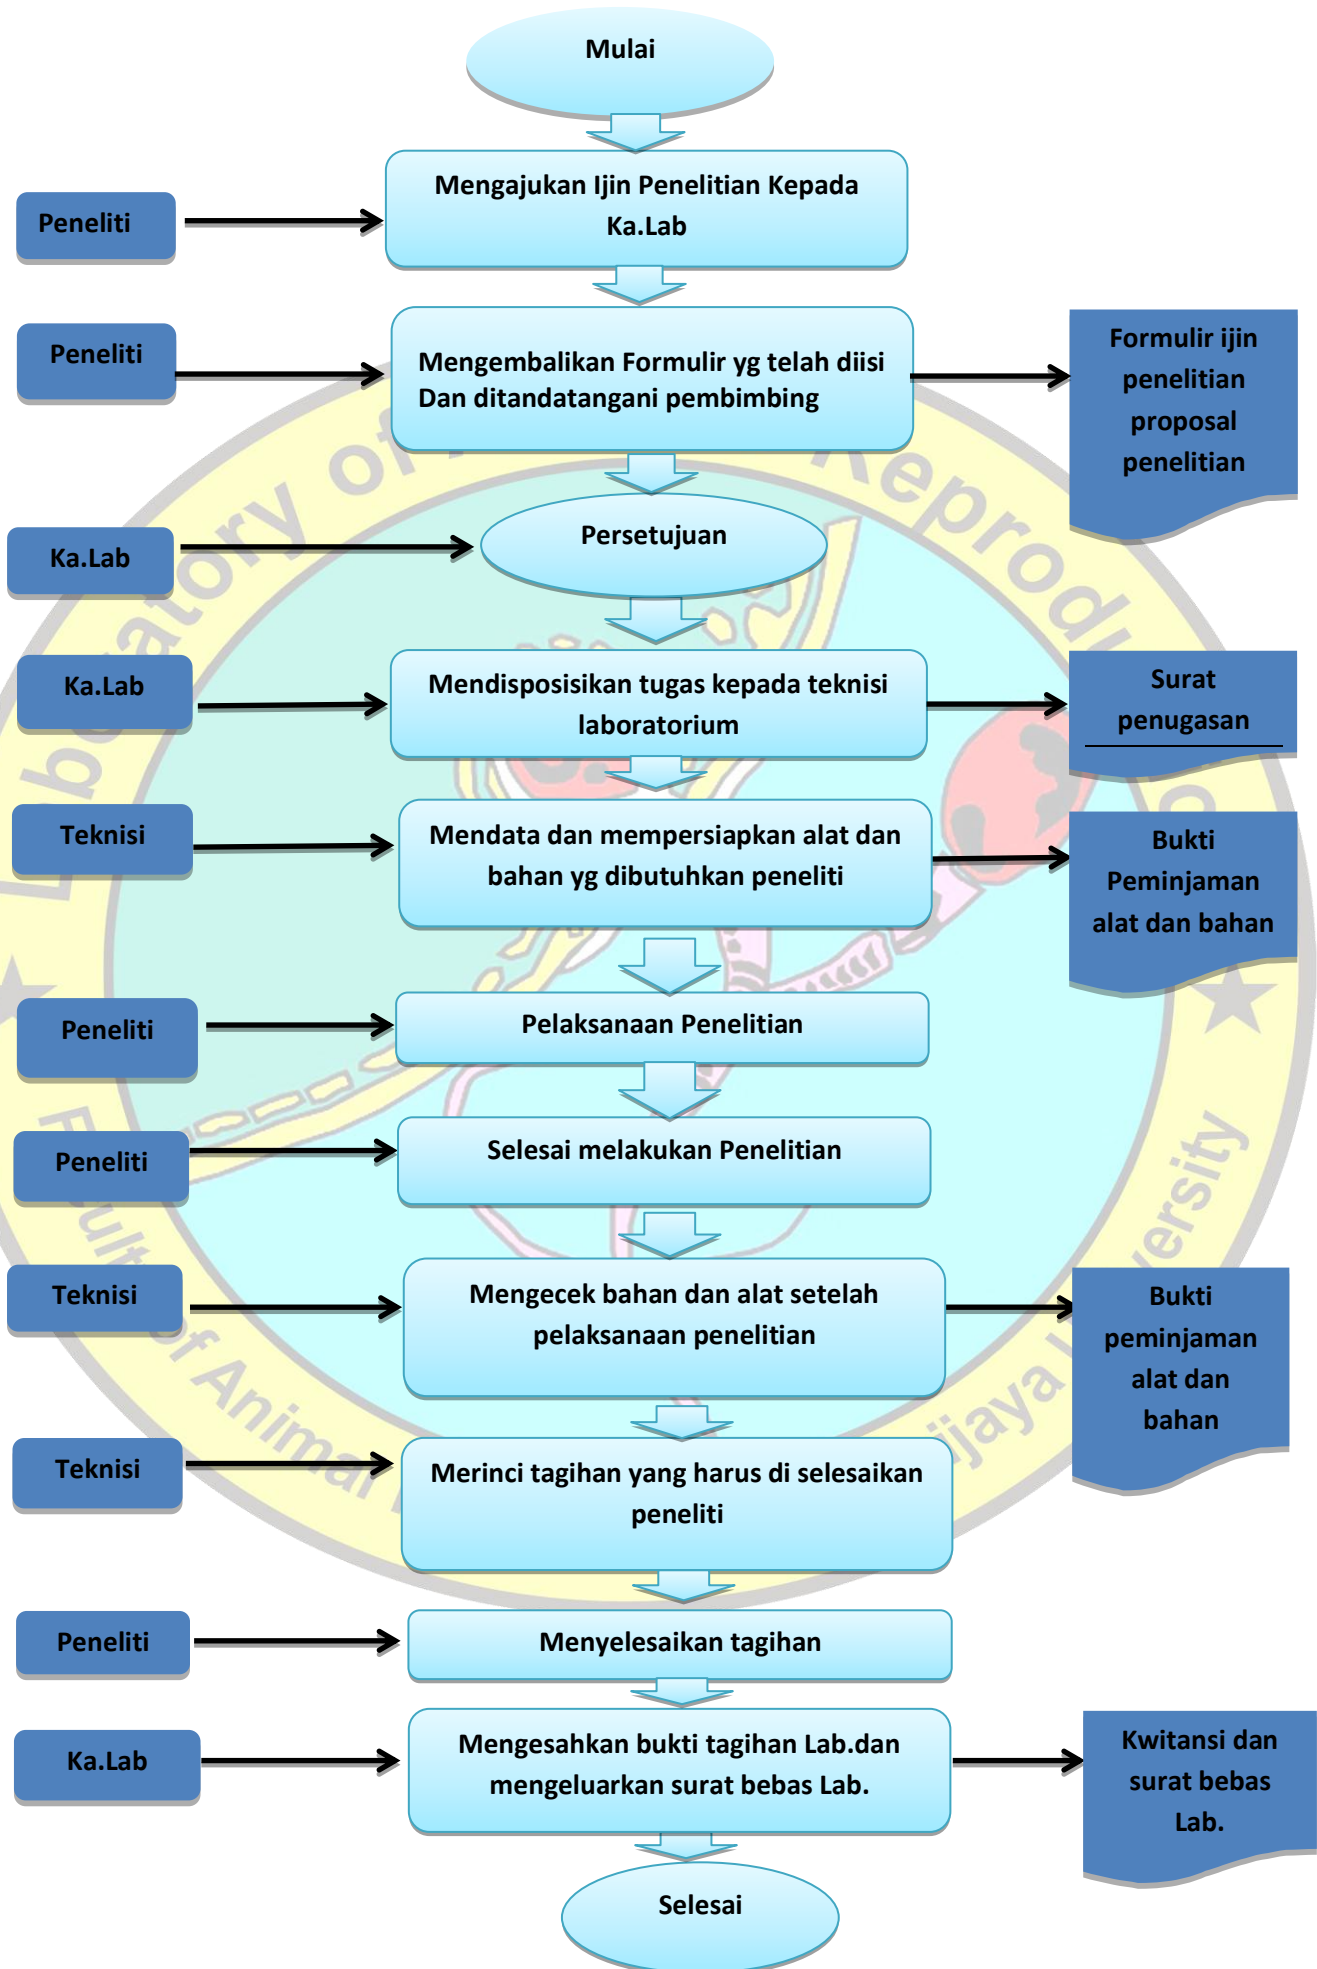 Mulai
Mengajukan Ijin Penelitian Kepada
Ka.Lab
Peneliti
Peneliti
Mengembalikan Formulir yg telah diisi
Dan ditandatangani pembimbing
Formulir ijin
penelitian
proposal
penelitian
Ka.Lab
Persetujuan
Ka.Lab
Mendisposisikan tugas kepada teknisi
laboratorium
Surat
penugasan
Teknisi
Mendata dan mempersiapkan alat dan
bahan yg dibutuhkan peneliti
Bukti
Peminjaman
alat dan bahan
Peneliti
Pelaksanaan Penelitian
Peneliti
Selesai melakukan Penelitian
Teknisi
Mengecek bahan dan alat setelah
pelaksanaan penelitian
Bukti
peminjaman
alat dan
bahan
Teknisi
Merinci tagihan yang harus di selesaikan
peneliti
Peneliti
Menyelesaikan tagihan
Ka.Lab
Mengesahkan bukti tagihan Lab.dan
mengeluarkan surat bebas Lab.
Kwitansi dan
surat bebas
Lab.
Selesai
of Animal